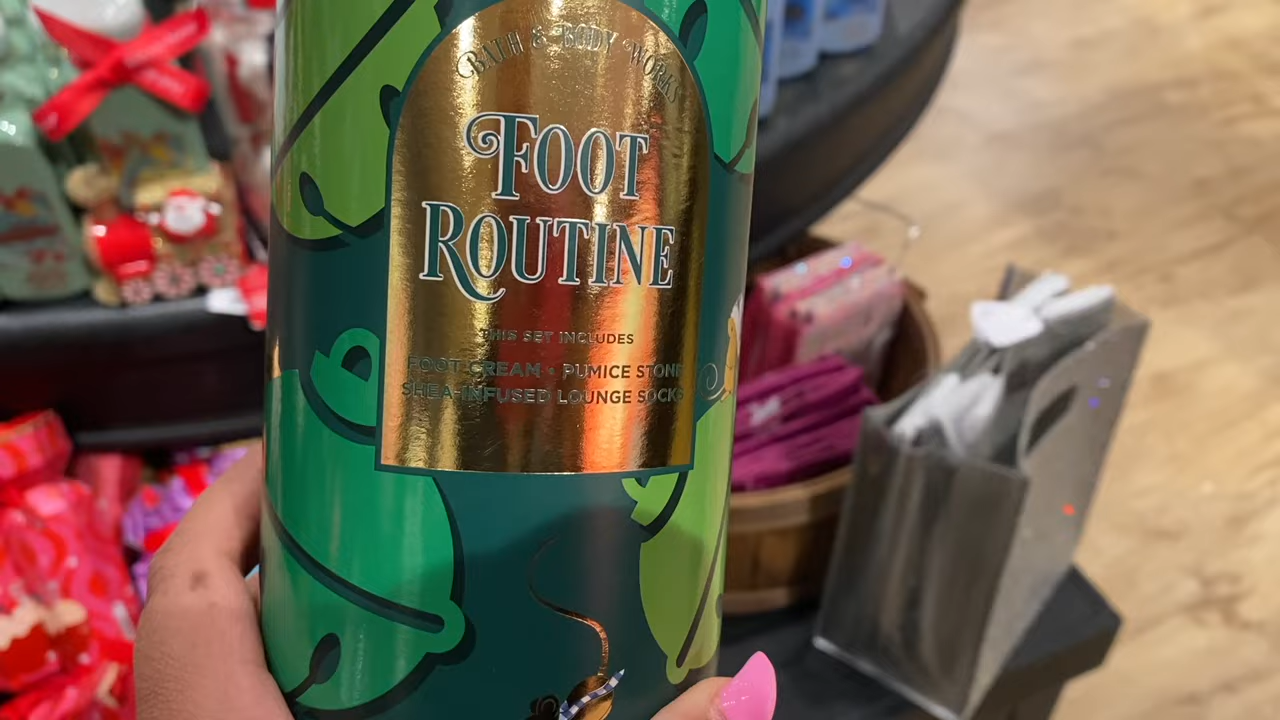 BATH & BODY WORKS
FOOT
ROUTINE
THIS SET INCLUDES
FOOT CREAM • PUMICE STONE
SHEA-INFUSED LOUNGE SOCKS